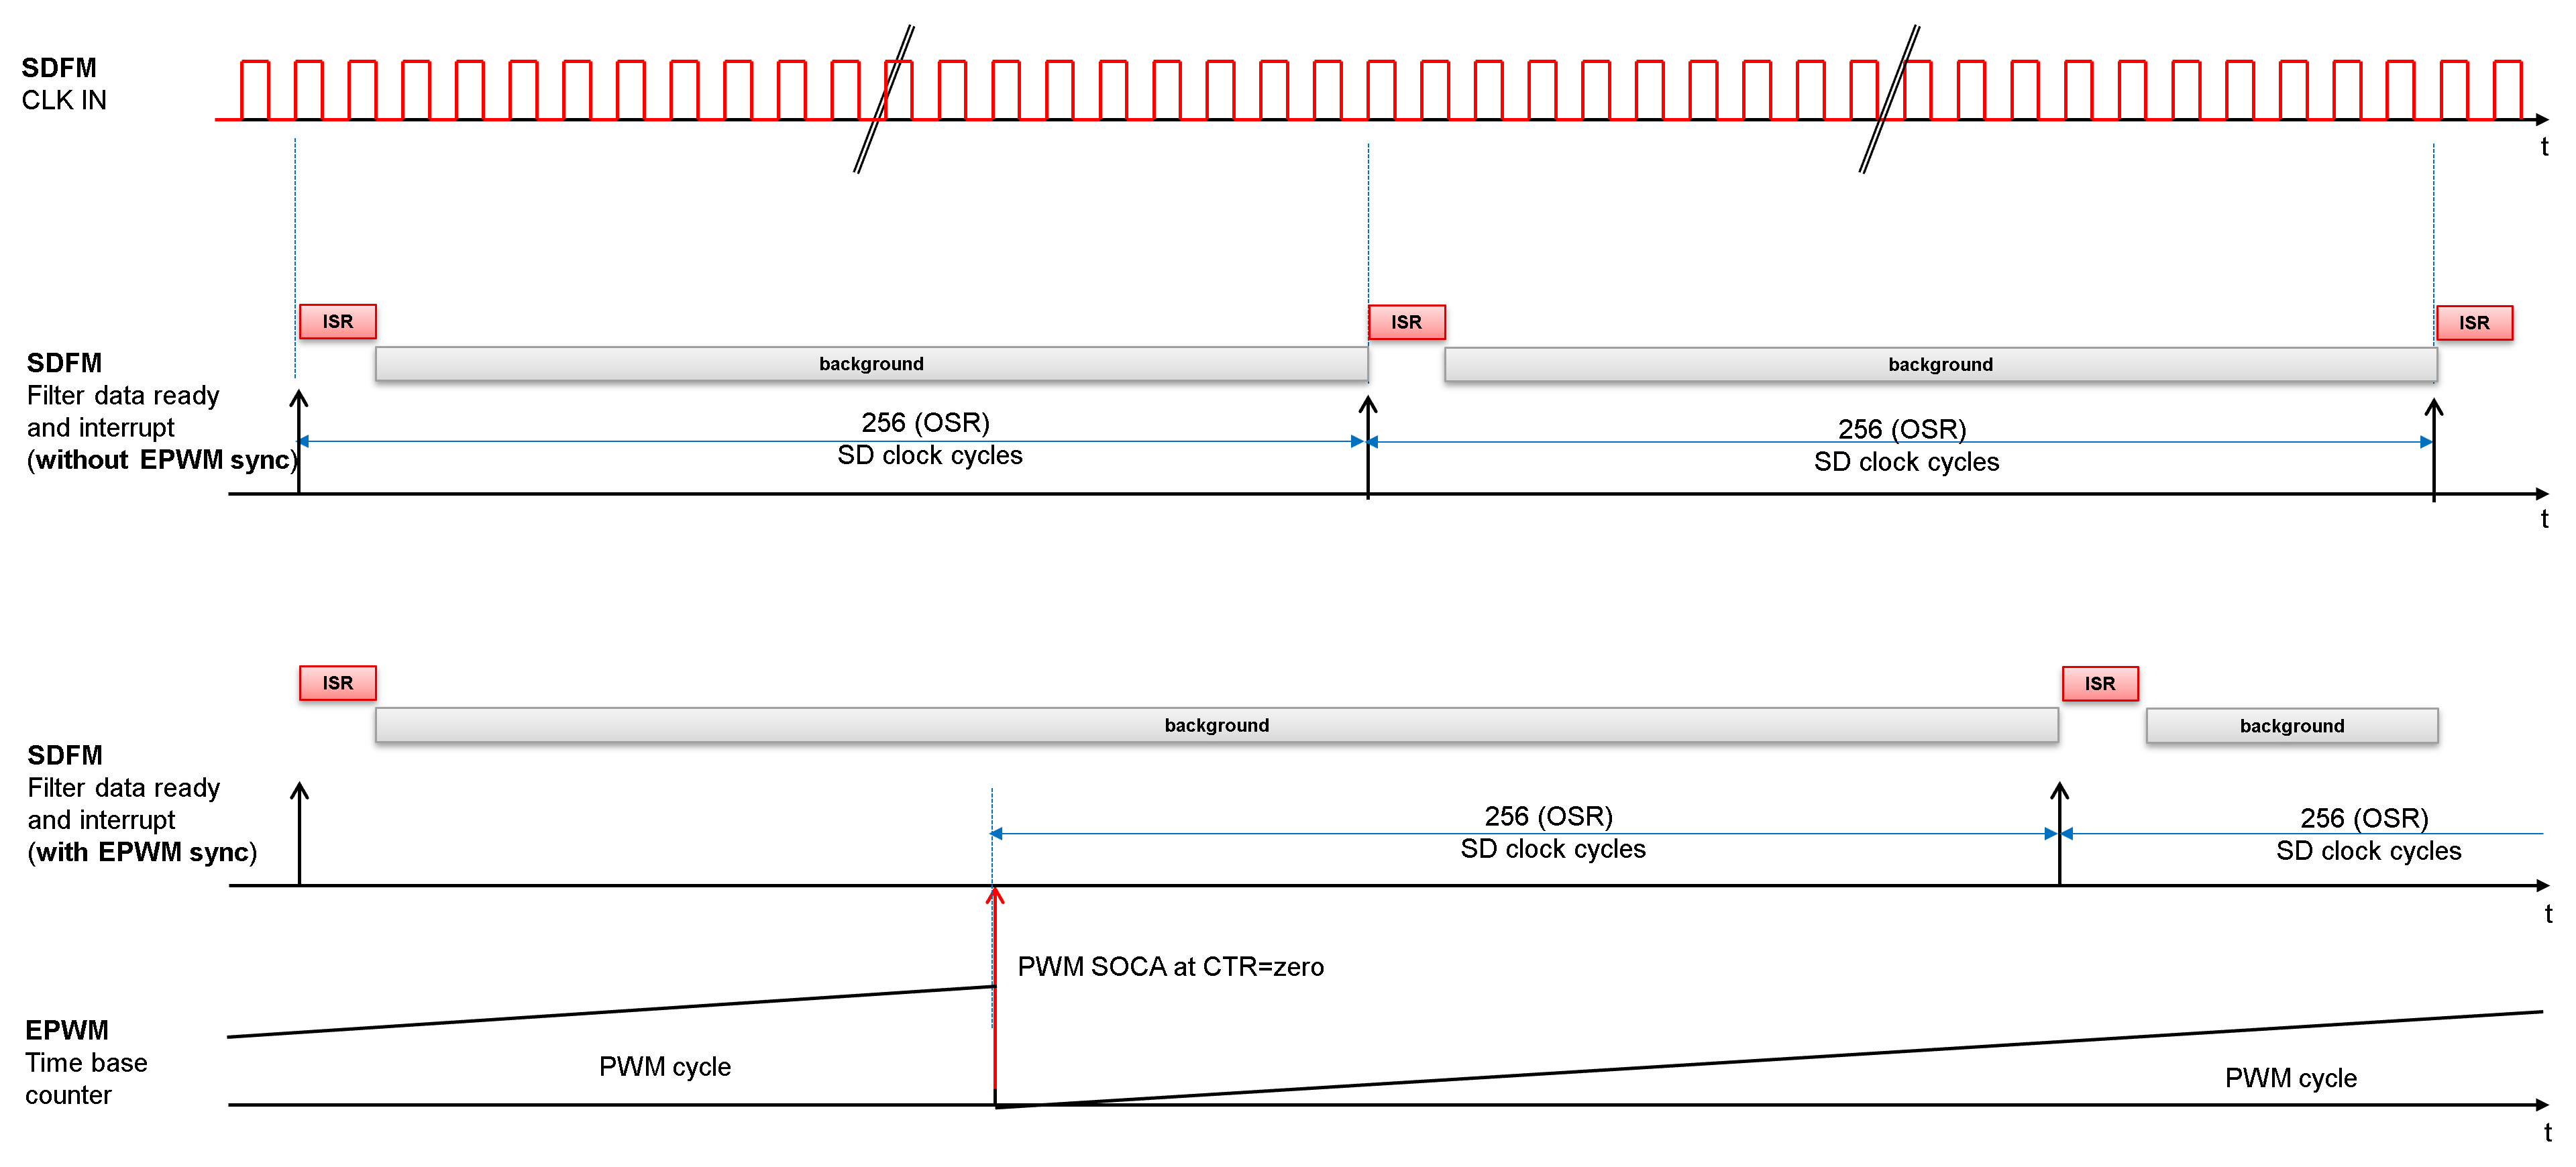 SDFM
CLK IN
t
ISR
ISR
ISR
background
background
SDFM
Filter data ready
and interrupt
(without EPWM sync)
256 (OSR)
SD clock cycles
256 (OSR)
SD clock cycles
t
ISR
ISR
background
background
SDFM
Filter data ready
and interrupt
(with EPWM sync)
256 (OSR)
SD clock cycles
256 (OSR)
SD clock cycles
t
PWM SOCA at CTR=zero
EPWM
Time base
counter
PWM cycle
PWM cycle
t